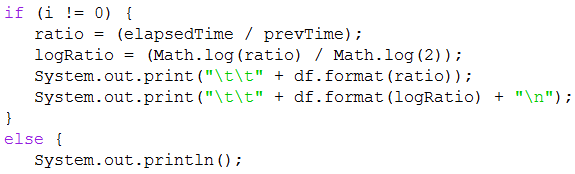 if (i != 0) {
   ratio = (elapsedTime / prevTime);
   logRatio = (Math.log(ratio) / Math.log(2));
   System.out.print("\t\t" + df.format(ratio));
   System.out.print("\t\t" + df.format(logRatio) + "\n");
}
else {
   System.out.println();